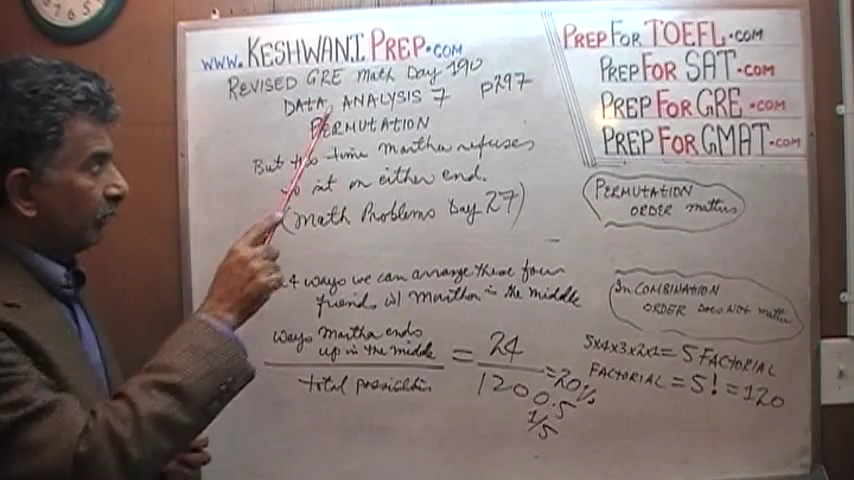 www. KESHWANI PREP.COM
REVISED GRE Math Day 190
DATA ANALYSIS 7 p297
PERMUTATION
But this time Martha refuses
to sit on either end.
(Math Problems Day 27)
24 ways we can arrange these four
friends w/ Martha in the middle
ways Martha ends
up in the middle
total possibilities
= 24
120
= 20%
0.5
1/5
PREP FOR TOEFL.com
PREP FOR SAT.com
PREP FOR GRE.com
PREP FOR GMAT.com
PERMUTATION
ORDER matters
In COMBINATION
ORDER DOES NOT matter
5x4x3x2x1 = 5 FACTORIAL
FACTORIAL = 5! = 120